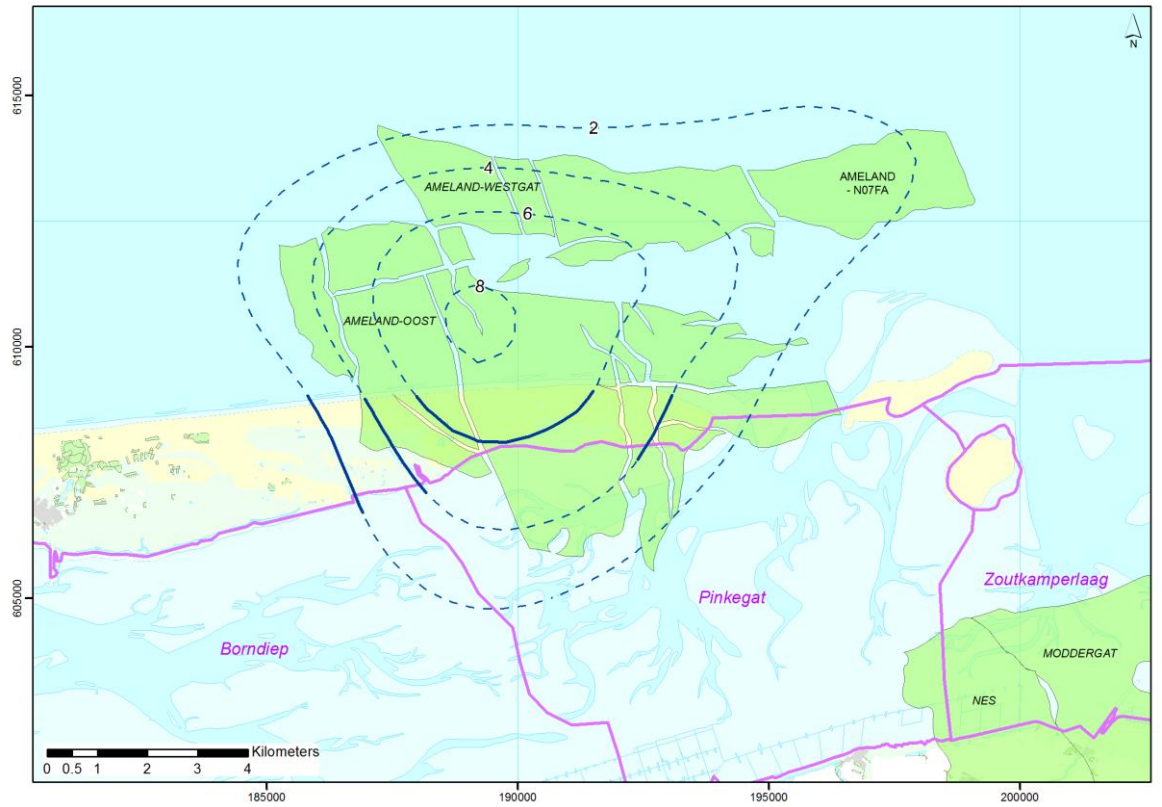 N
615000
2
4
AMELAND-WESTGAT
AMELAND
- N07FA
6
8
AMELAND-OOST
610000
Pinkegat
Zoutkamperlaag
605000
Borndiep
MODDERGAT
NES
Kilometers
0 0.5 1 2 3 4
185000 190000 195000 200000